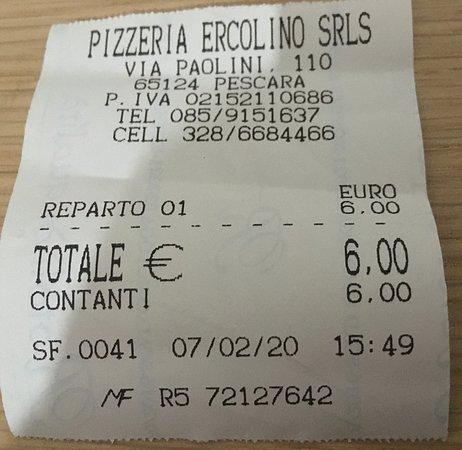 PIZZERIA ERCOLINO SRLS
VIA PAOLINI, 110
65124 PESCARA
P. IVA 02152110686
TEL 085/9151637
CELL 328/6684466
EURO
REPARTO 01 6.00
TOTALE € 6,00
CONTANTI 6.00
SF.0041 07/02/20 15:49
MF R5 72127642